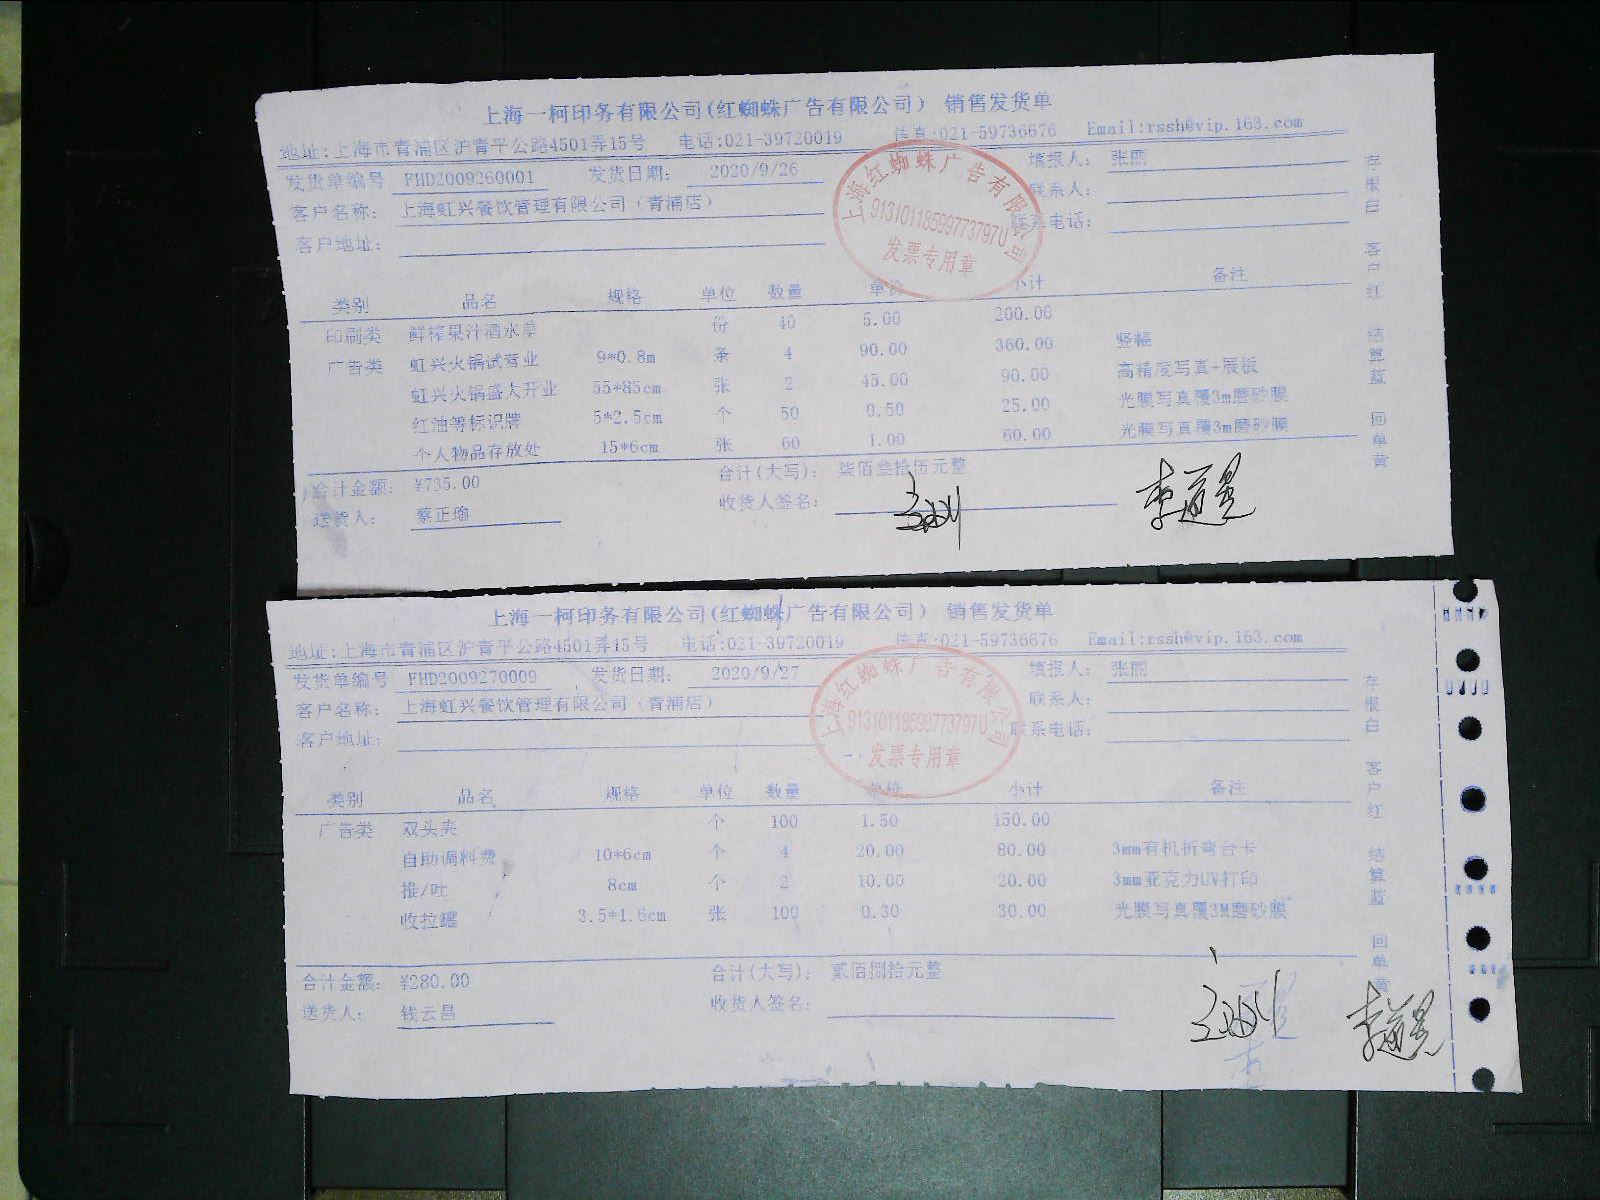 上海一柯印务有限公司(红蜘蛛广告有限公司) 销售发货单
地址:上海市青浦区沪青平公路4501弄15号 电话:021-39720019 传真:021-59736676 Email:rssh@vip.163.com
发货单编号 FHD2009260001 发货日期: 2020/9/26 填报人: 张丽
客户名称: 上海虹兴餐饮管理有限公司(青浦店) 联系人:
客户地址: 联系电话:
上海红蜘蛛广告有限公司
91310118599773797U
发票专用章
类别 品名 规格 单位 数量 单价 小计 备注
印刷类 鲜榨果汁酒水单 份 40 5.00 200.00
广告类 虹兴火锅试营业 9*0.8m 条 4 90.00 360.00 竖幅
虹兴火锅盛大开业 55*85cm 张 2 45.00 90.00 高精度写真+展板
红油等标识牌 5*2.5cm 个 50 0.50 25.00 光膜写真覆3m磨砂膜
个人物品存放处 15*6cm 张 60 1.00 60.00 光膜写真覆3m磨砂膜
合计金额: ¥735.00 合计(大写): 柒佰叁拾伍元整
送货人: 蔡正瑜 收货人签名:
存根白 客户红 结算蓝 回单黄
上海一柯印务有限公司(红蜘蛛广告有限公司) 销售发货单
地址:上海市青浦区沪青平公路4501弄15号 电话:021-39720019 传真:021-59736676 Email:rssh@vip.163.com
发货单编号 FHD2009270009 发货日期: 2020/9/27 填报人: 张丽
客户名称: 上海虹兴餐饮管理有限公司(青浦店) 联系人:
客户地址: 联系电话:
上海红蜘蛛广告有限公司
91310118599773797U
发票专用章
类别 品名 规格 单位 数量 单价 小计 备注
广告类 双头夹 个 100 1.50 150.00
自助调料费 10*6cm 个 4 20.00 80.00 3mm有机折弯台卡
推/吐 8cm 个 2 10.00 20.00 3mm亚克力UV打印
收拉罐 3.5*1.6cm 张 100 0.30 30.00 光膜写真覆3M磨砂膜
合计金额: ¥280.00 合计(大写): 贰佰捌拾元整
送货人: 钱云昌 收货人签名:
存根白 客户红 结算蓝 回单黄